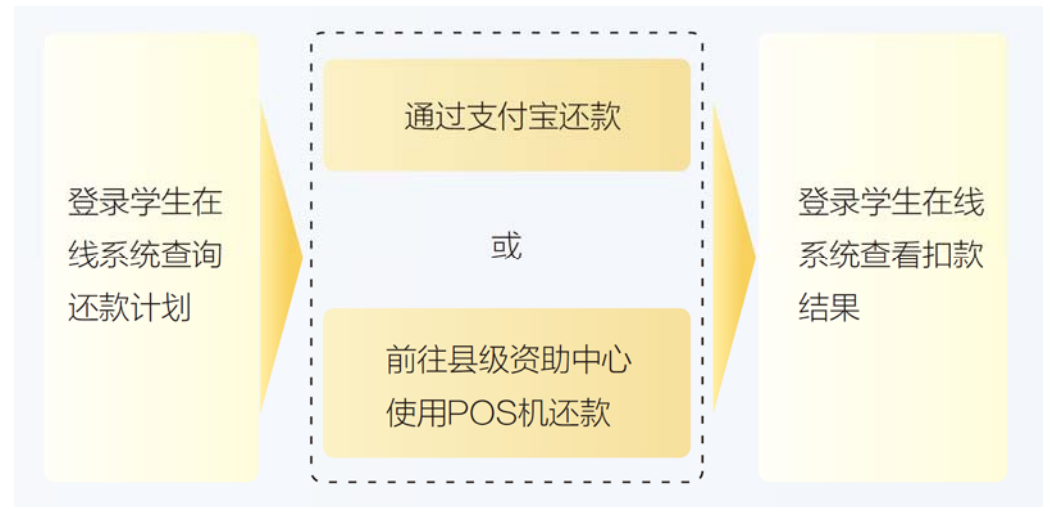 登录学生在
线系统查询
还款计划
通过支付宝还款
或
前往县级资助中心
使用POS机还款
登录学生在线
系统查看扣款
结果